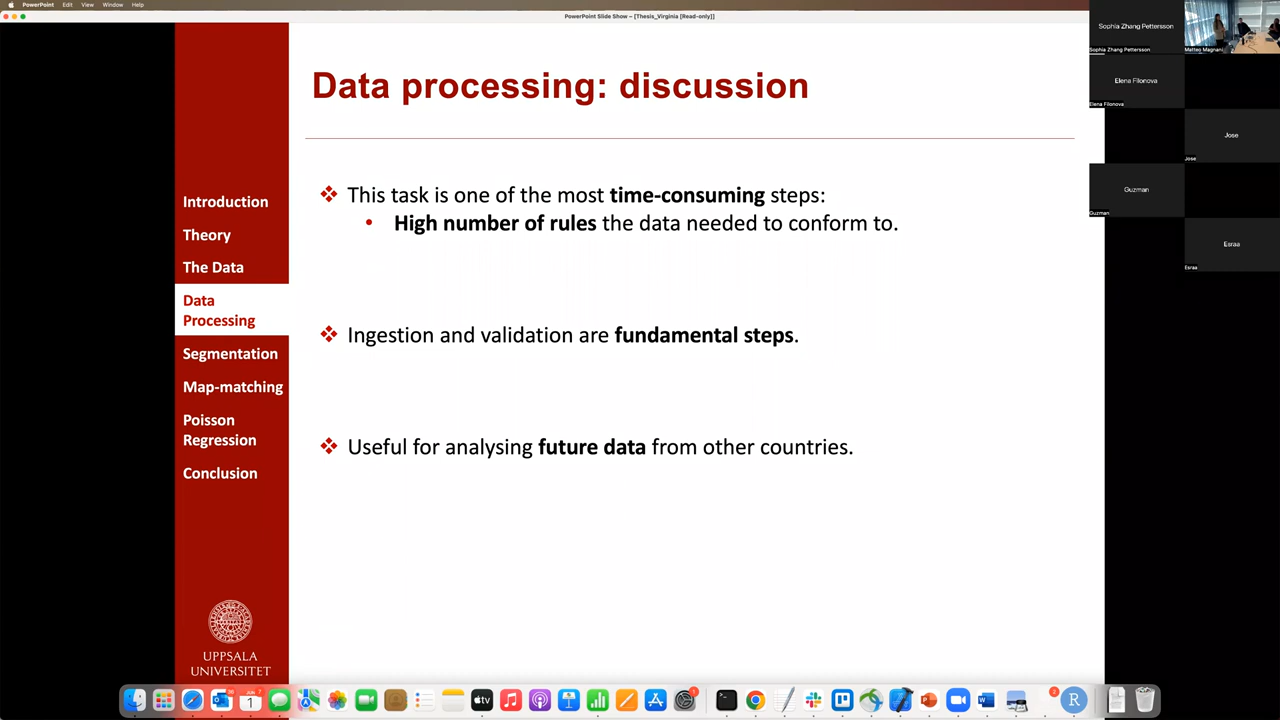 PowerPoint Edit View Window Help
PowerPoint Slide Show – [Thesis_Virginia [Read-only]]
Data processing: discussion
Introduction
Theory
The Data
Data
Processing
Segmentation
Map-matching
Poisson
Regression
Conclusion
UPPSALA
UNIVERSITET
❖ This task is one of the most time-consuming steps:
• High number of rules the data needed to conform to.
❖ Ingestion and validation are fundamental steps.
❖ Useful for analysing future data from other countries.
Sophia Zhang Pettersson
Sophia Zhang Pettersson
Matteo Magnani
Elena Filonova
Elena Filonova
Jose
Jose
Guzman
Guzman
Esraa
Esraa